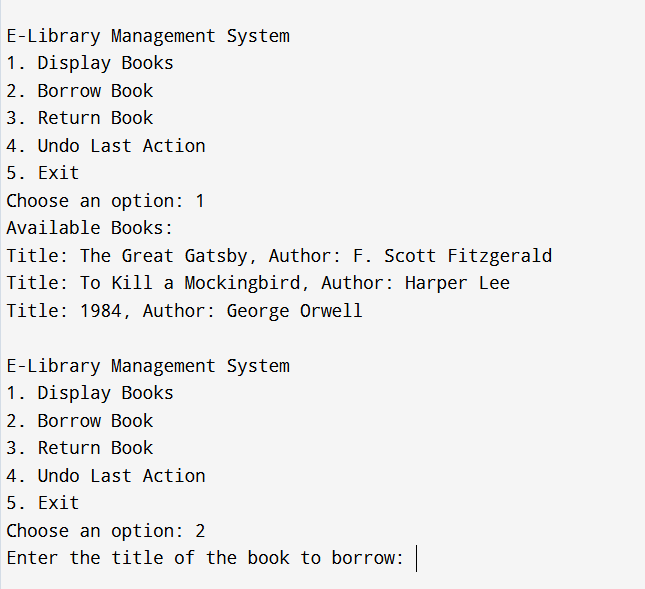 E-Library Management System
1. Display Books
2. Borrow Book
3. Return Book
4. Undo Last Action
5. Exit
Choose an option: 1
Available Books:
Title: The Great Gatsby, Author: F. Scott Fitzgerald
Title: To Kill a Mockingbird, Author: Harper Lee
Title: 1984, Author: George Orwell
E-Library Management System
1. Display Books
2. Borrow Book
3. Return Book
4. Undo Last Action
5. Exit
Choose an option: 2
Enter the title of the book to borrow: